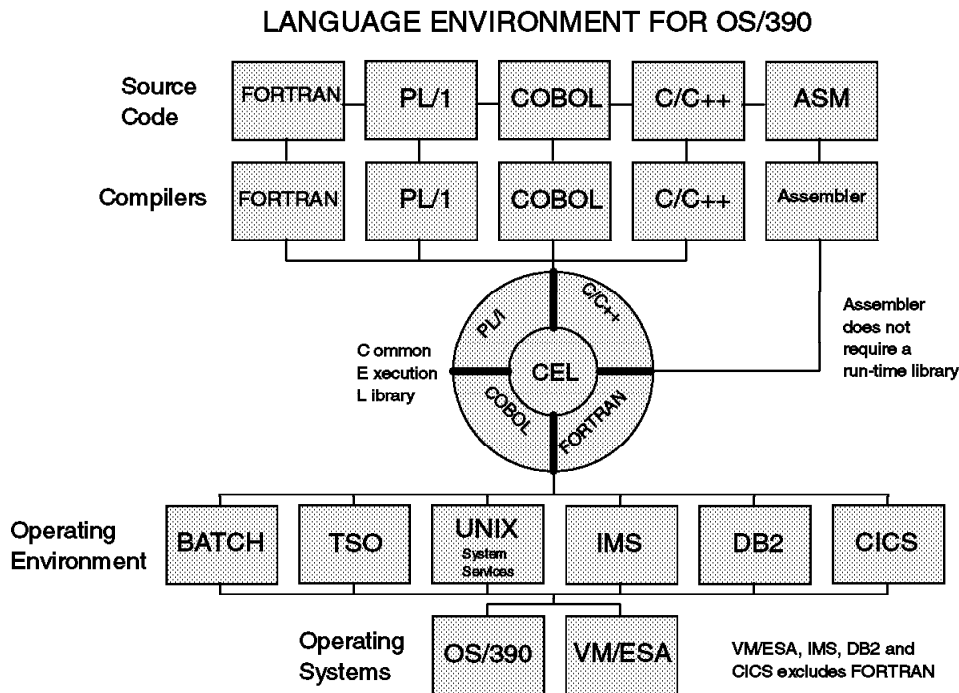 LANGUAGE ENVIRONMENT FOR OS/390
Source
Code
FORTRAN
PL/1
COBOL
C/C++
ASM
Compilers
FORTRAN
PL/1
COBOL
C/C++
Assembler
PL/I
C/C++
CEL
COBOL
FORTRAN
C ommon
E xecution
L ibrary
Assembler
does not
require a
run-time library
Operating
Environment
BATCH
TSO
UNIX
System
Services
IMS
DB2
CICS
Operating
Systems
OS/390
VM/ESA
VM/ESA, IMS, DB2 and
CICS excludes FORTRAN